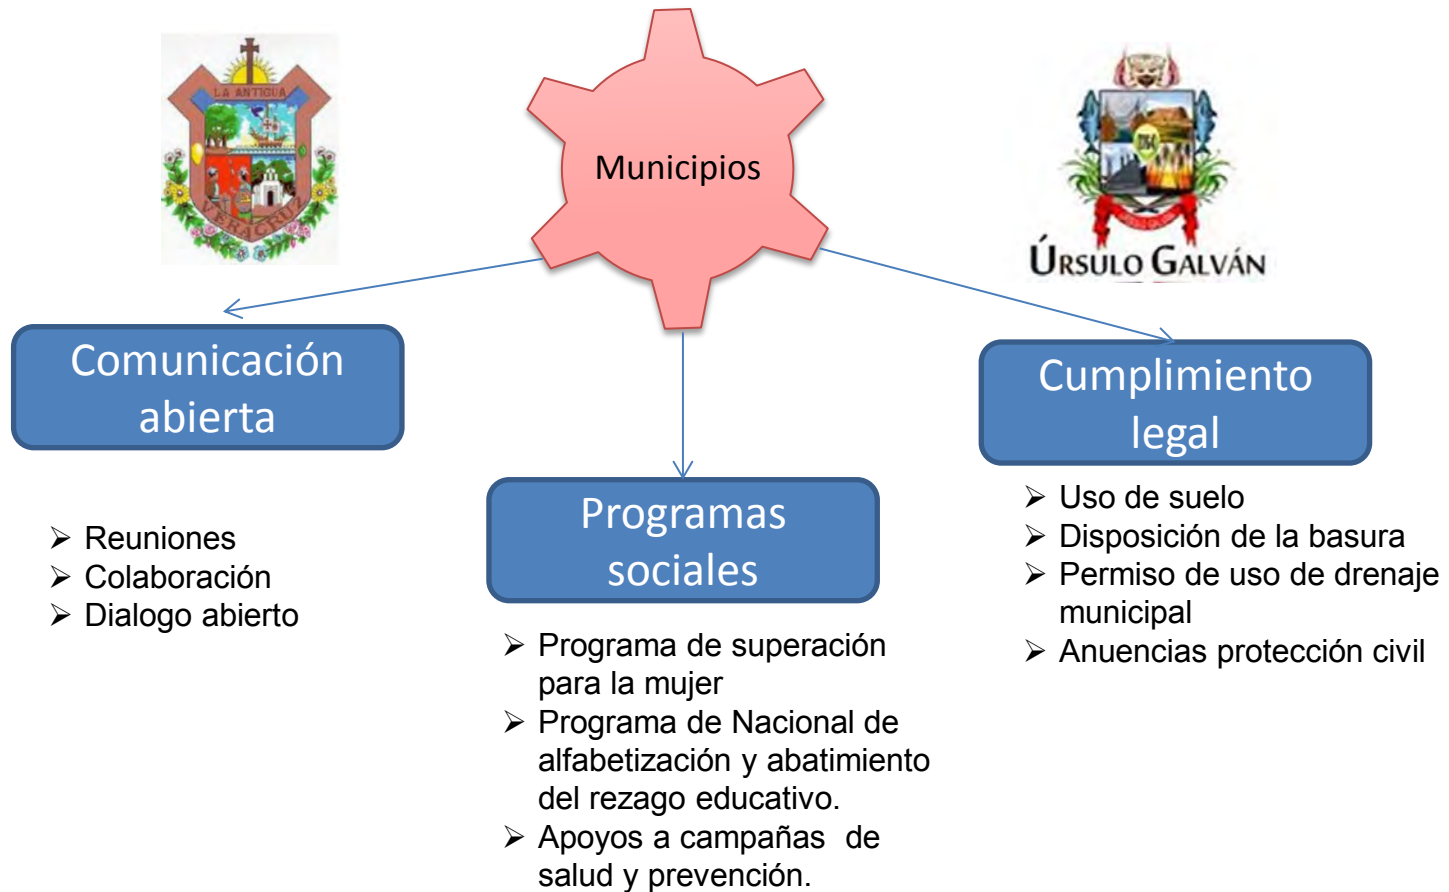 LA ANTIGUA
VERACRUZ
Municipios
ÚRSULO GALVÁN
Comunicación
abierta
➢ Reuniones
➢ Colaboración
➢ Dialogo abierto
Programas
sociales
➢ Programa de superación
para la mujer
➢ Programa de Nacional de
alfabetización y abatimiento
del rezago educativo.
➢ Apoyos a campañas  de
salud y prevención.
Cumplimiento
legal
➢ Uso de suelo
➢ Disposición de la basura
➢ Permiso de uso de drenaje
municipal
➢ Anuencias protección civil